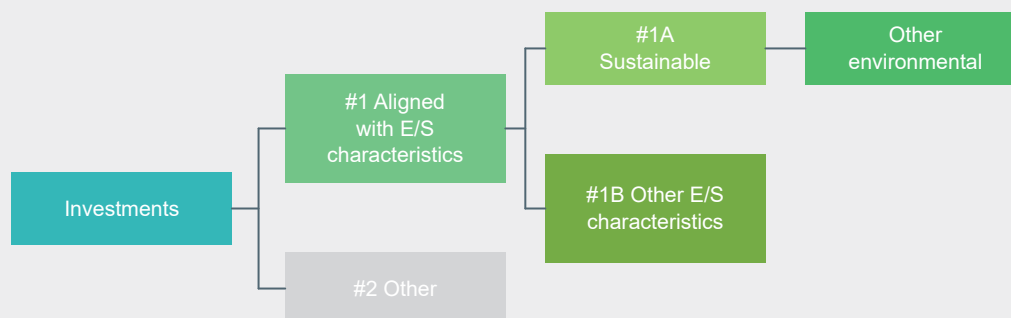 #1A
Sustainable
Other
environmental
#1 Aligned
with E/S
characteristics
#1B Other E/S
characteristics
Investments
#2 Other